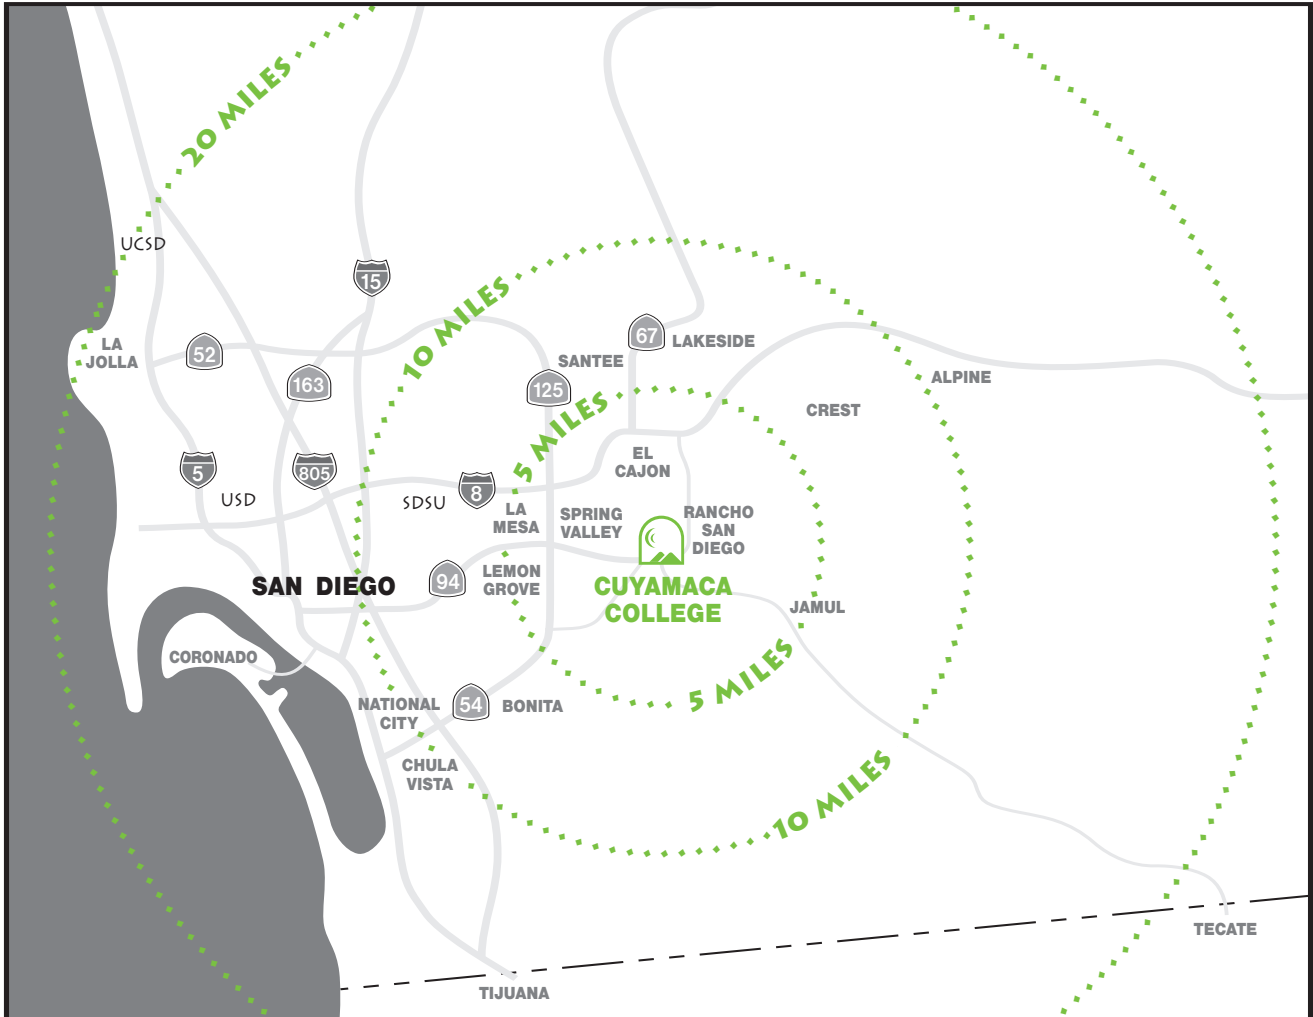 20 MILES
UCSD
15
10 MILES
67
LAKESIDE
LA
JOLLA
52
SANTEE
163
125
ALPINE
5 MILES
CREST
EL
CAJON
5
805
8
USD
SDSU
LA
MESA
SPRING
VALLEY
RANCHO
SAN
DIEGO
SAN DIEGO
94
LEMON
GROVE
CUYAMACA
COLLEGE
JAMUL
CORONADO
5 MILES
NATIONAL
CITY
54
BONITA
CHULA
VISTA
10 MILES
TECATE
TIJUANA